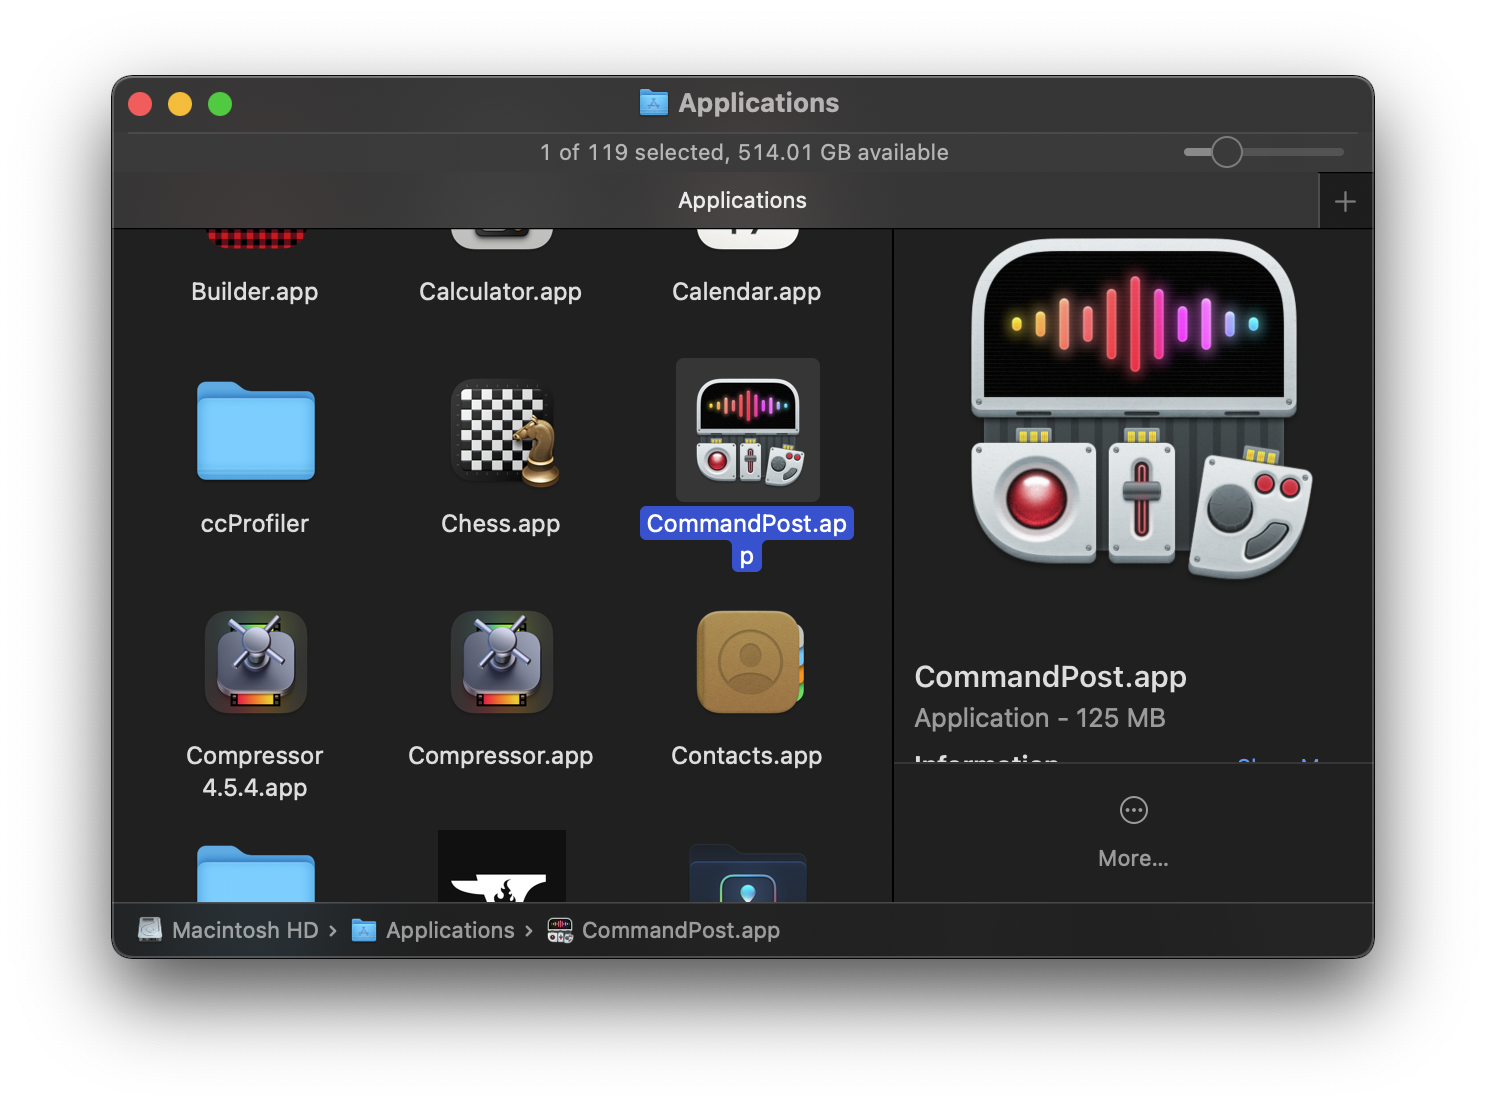 Applications
1 of 119 selected, 514.01 GB available
Applications
Builder.app
Calculator.app
Calendar.app
ccProfiler
Chess.app
CommandPost.ap
p
Compressor
4.5.4.app
Compressor.app
Contacts.app
CommandPost.app
Application - 125 MB
Information
More...
Macintosh HD › Applications › CommandPost.app